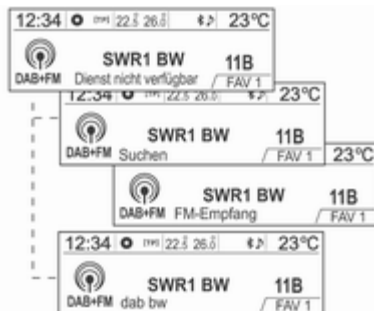 12:34 [TP] 22.5 26.0 23°C
SWR1 BW 11B
DAB+FM Dienst nicht verfügbar FAV 1
12:34 [TP] 22.5 26.0 23°C
SWR1 BW 11B
DAB+FM Suchen FAV 1
23°C
SWR1 BW 11B
DAB+FM FM-Empfang FAV 1
12:34 [TP] 22.5 26.0 23°C
SWR1 BW 11B
DAB+FM dab bw FAV 1